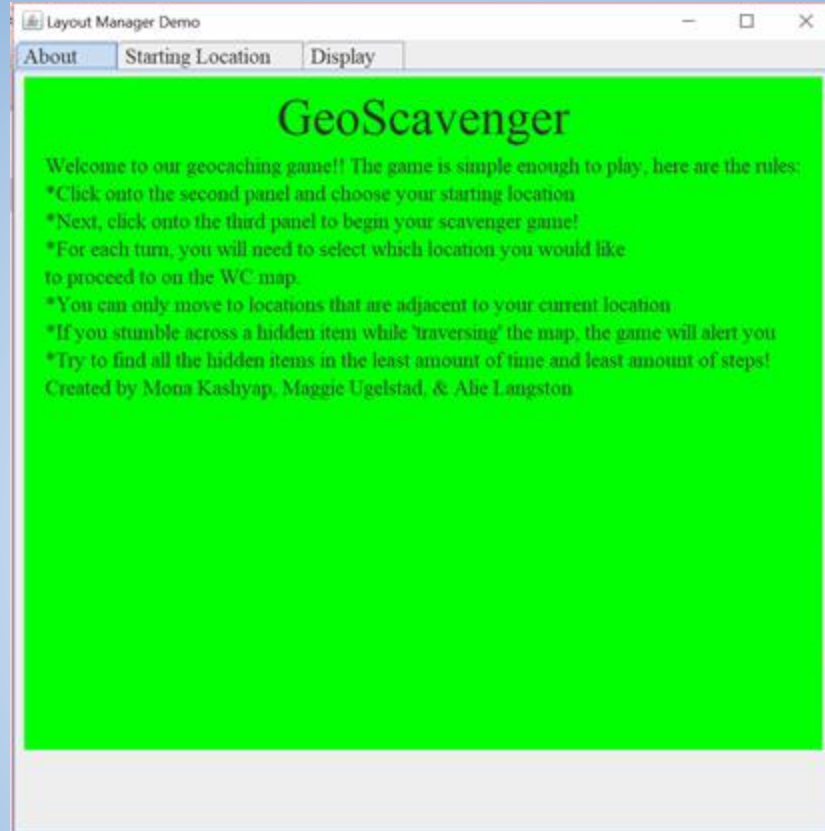 Layout Manager Demo
About Starting Location Display
GeoScavenger
Welcome to our geocaching game!! The game is simple enough to play, here are the rules:
*Click onto the second panel and choose your starting location
*Next, click onto the third panel to begin your scavenger game!
*For each turn, you will need to select which location you would like
to proceed to on the WC map.
*You can only move to locations that are adjacent to your current location
*If you stumble across a hidden item while 'traversing' the map, the game will alert you
*Try to find all the hidden items in the least amount of time and least amount of steps!
Created by Mona Kashyap, Maggie Ugelstad, & Alie Langston